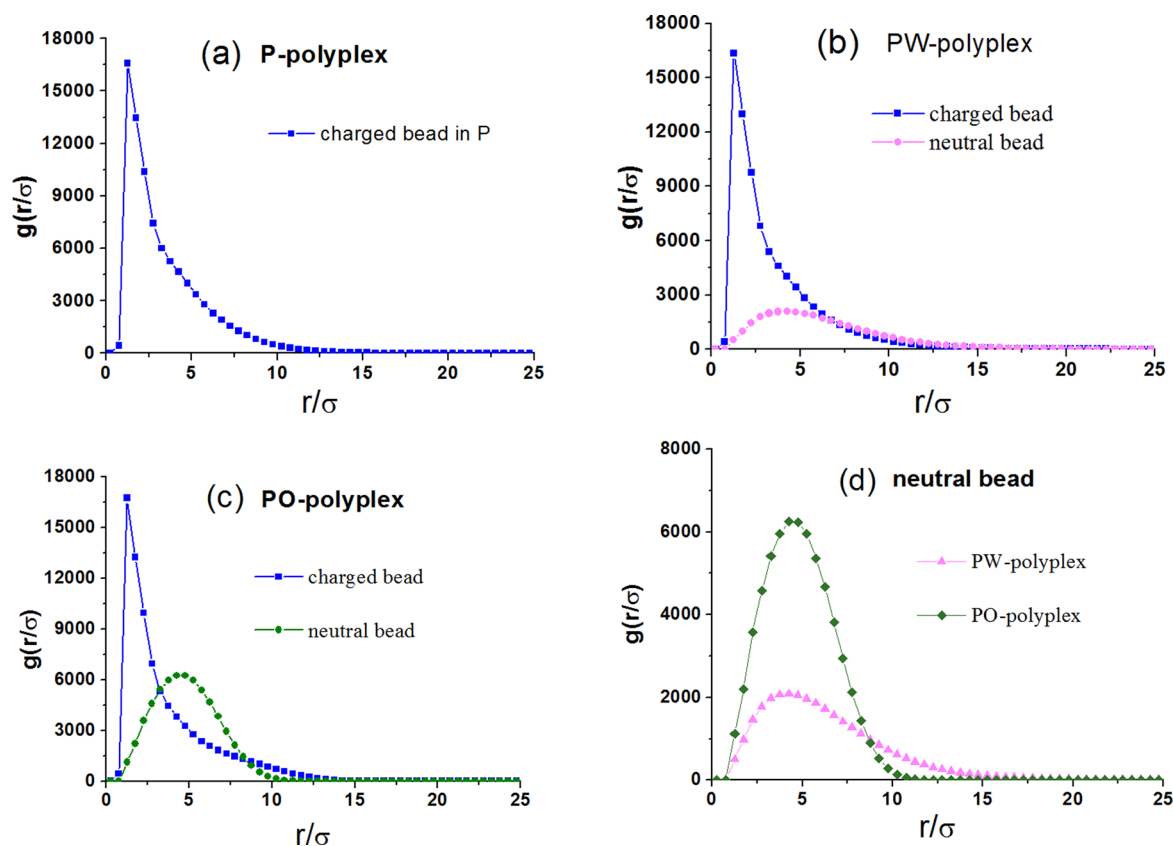 (a) P-polyplex
charged bead in P
g(r/σ)
18000
15000
12000
9000
6000
3000
0
0 5 10 15 20 25
r/σ
(b) PW-polyplex
charged bead
neutral bead
g(r/σ)
18000
15000
12000
9000
6000
3000
0
0 5 10 15 20 25
r/σ
(c) PO-polyplex
charged bead
neutral bead
g(r/σ)
18000
15000
12000
9000
6000
3000
0
0 5 10 15 20 25
r/σ
(d) neutral bead
PW-polyplex
PO-polyplex
g(r/σ)
8000
6000
4000
2000
0
0 5 10 15 20 25
r/σ